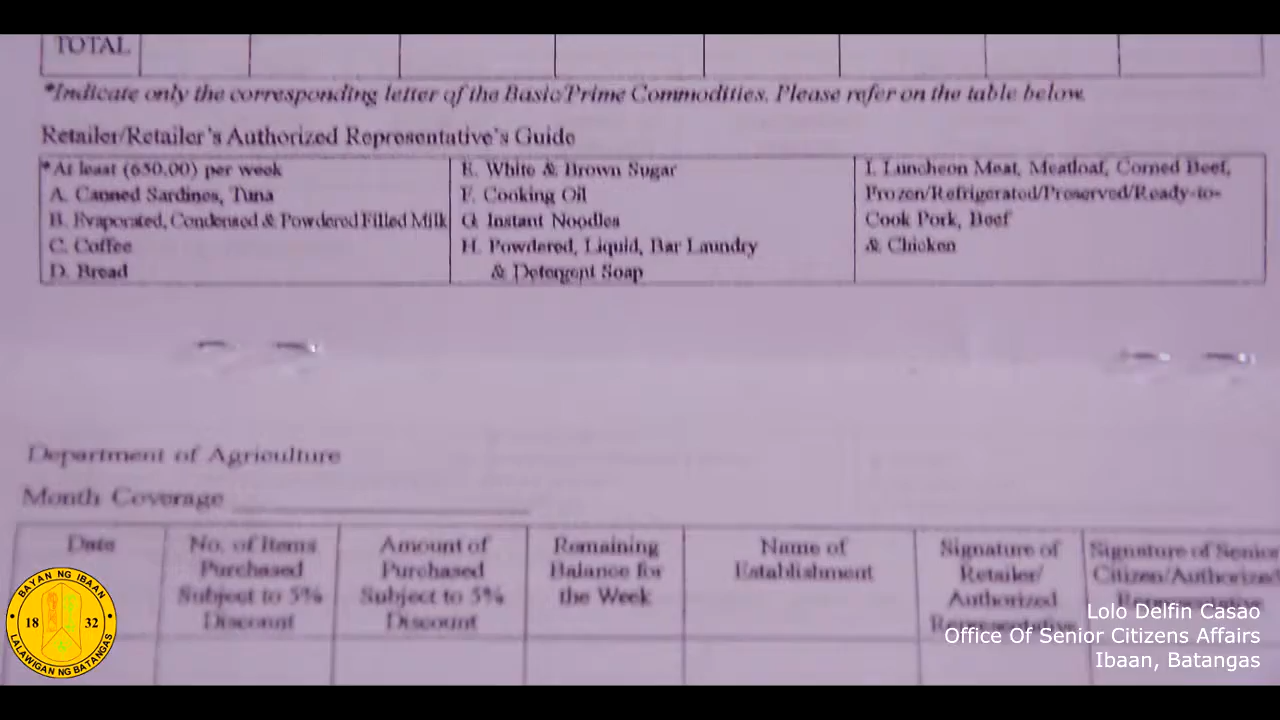 TOTAL
*Indicate only the corresponding letter of the Basic/Prime Commodities. Please refer on the table below.
Retailer/Retailer's Authorized Representative's Guide
*At least (650.00) per week
A. Canned Sardines, Tuna
B. Evaporated, Condensed & Powdered Filled Milk
C. Coffee
D. Bread
E. White & Brown Sugar
F. Cooking Oil
G. Instant Noodles
H. Powdered, Liquid, Bar Laundry
& Detergent Soap
I. Luncheon Meat, Meatloaf, Corned Beef,
Frozen/Refrigerated/Preserved/Ready-to-
Cook Pork, Beef
& Chicken
Department of Agriculture
Month Coverage
Date
No. of Items
Purchased
Subject to 5%
Discount
Amount of
Purchased
Subject to 5%
Discount
Remaining
Balance for
the Week
Name of
Establishment
Signature of
Retailer/
Authorized
Representative
Signature of Senior
Citizen/Authorized
Representative
BAYAN NG IBAAN
18 32
LALAWIGAN NG BATANGAS
Lolo Delfin Casao
Office Of Senior Citizens Affairs
Ibaan, Batangas